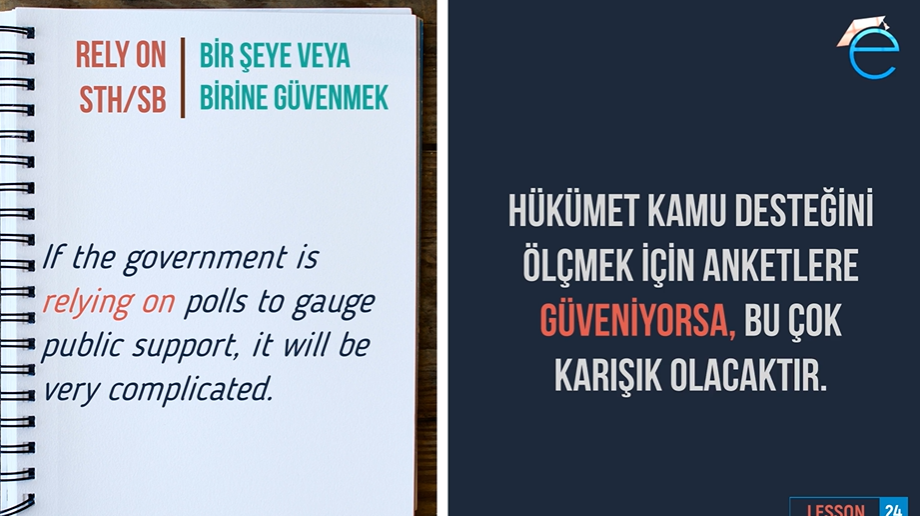 RELY ON
STH/SB
BİR ŞEYE VEYA
BİRİNE GÜVENMEK
If the government is
relying on polls to gauge
public support, it will be
very complicated.
e
HÜKÜMET KAMU DESTEĞİNİ
ÖLÇMEK İÇİN ANKETLERE
GÜVENİYORSA, BU ÇOK
KARIŞIK OLACAKTIR.
LESSON 24